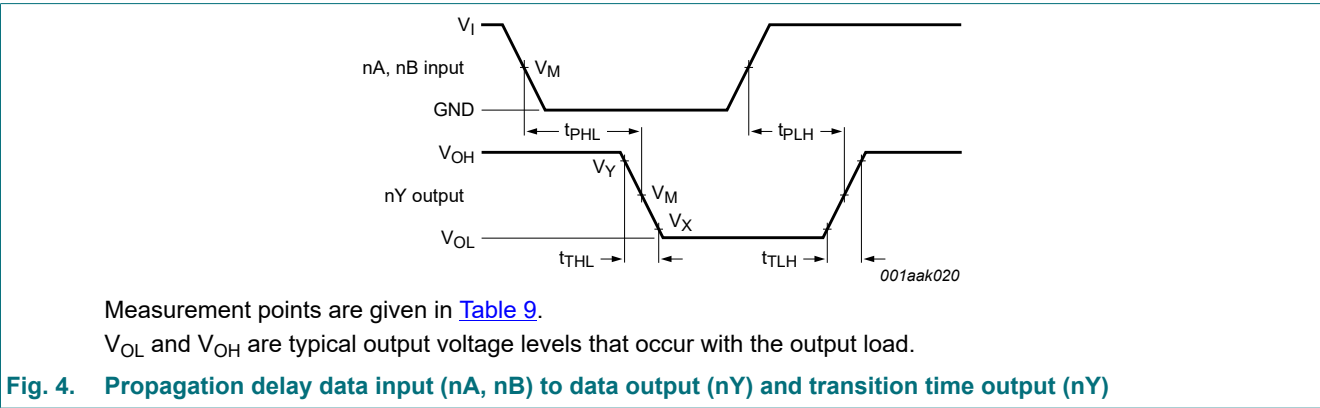 VI
nA, nB input
VM
GND
tPHL
tPLH
VOH
VY
nY output
VM
VX
VOL
tTHL
tTLH
001aak020
Measurement points are given in Table 9.
VOL and VOH are typical output voltage levels that occur with the output load.
Fig. 4. Propagation delay data input (nA, nB) to data output (nY) and transition time output (nY)